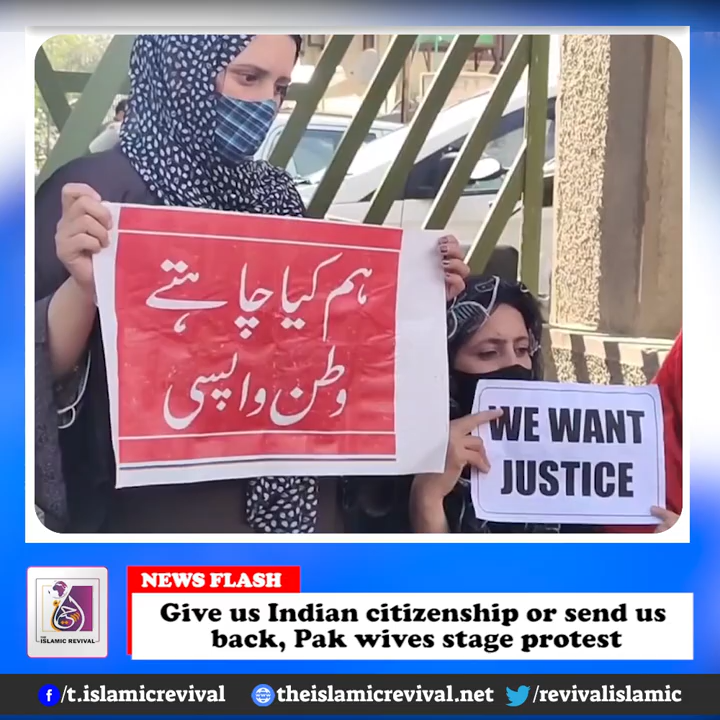 ہم کیا چاہتے
وطن واپسی
WE WANT
JUSTICE
THE
ISLAMIC REVIVAL
NEWS FLASH
Give us Indian citizenship or send us
back, Pak wives stage protest
/t.islamicrevival
theislamicrevival.net
/revivalislamic